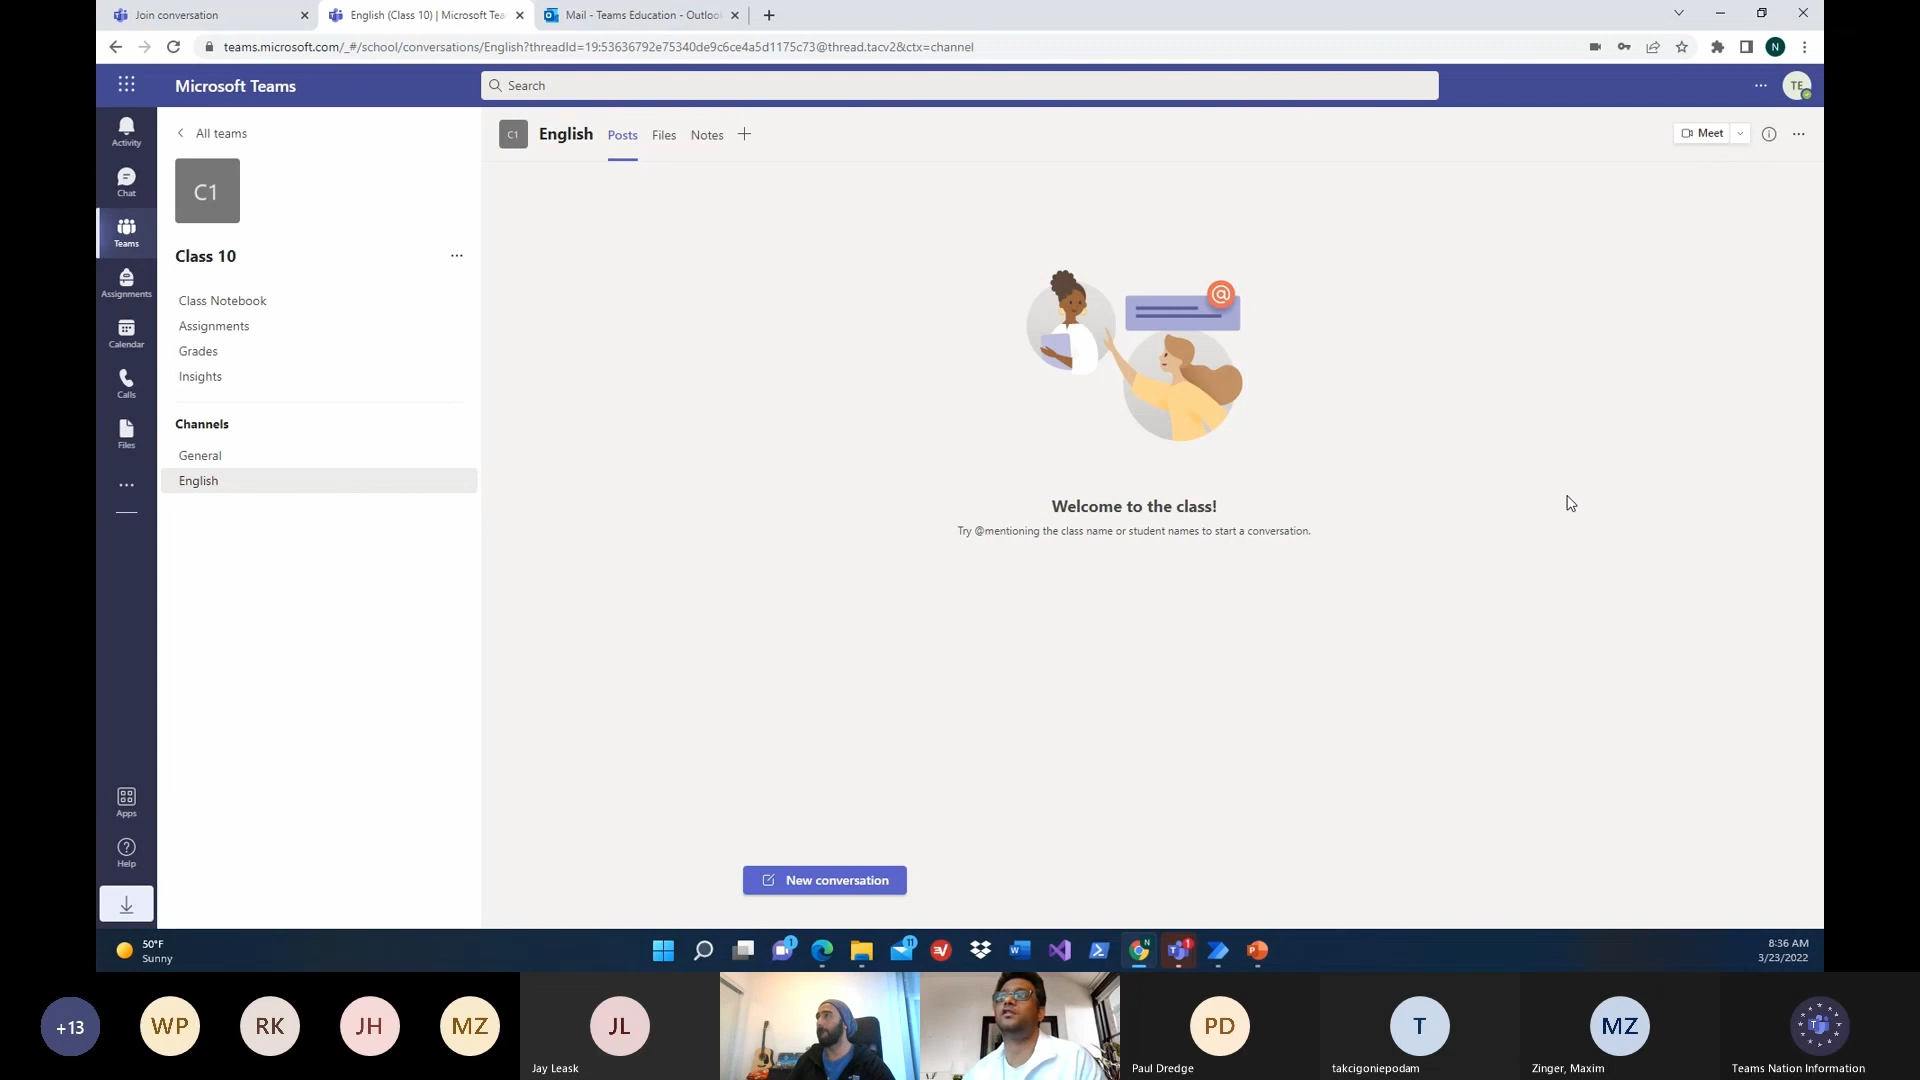 Join conversation
English (Class 10) | Microsoft Tea
Mail - Teams Education - Outloo
teams.microsoft.com/_#/school/conversations/English?threadId=19:53636792e75340de9c6ce4a5d1175c73@thread.tacv2&ctx=channel
N
Microsoft Teams
Search
TE
Activity
Chat
Teams
Assignments
Calendar
Calls
Files
Apps
Help
All teams
C1
Class 10
Class Notebook
Assignments
Grades
Insights
Channels
General
English
C1
English
Posts
Files
Notes
Meet
@
Welcome to the class!
Try @mentioning the class name or student names to start a conversation.
New conversation
50°F
Sunny
1
11
W
N
1
P
8:36 AM
3/23/2022
+13
WP
RK
JH
MZ
JL
Jay Leask
PD
Paul Dredge
T
takcigoniepodam
MZ
Zinger, Maxim
T
Teams Nation Information